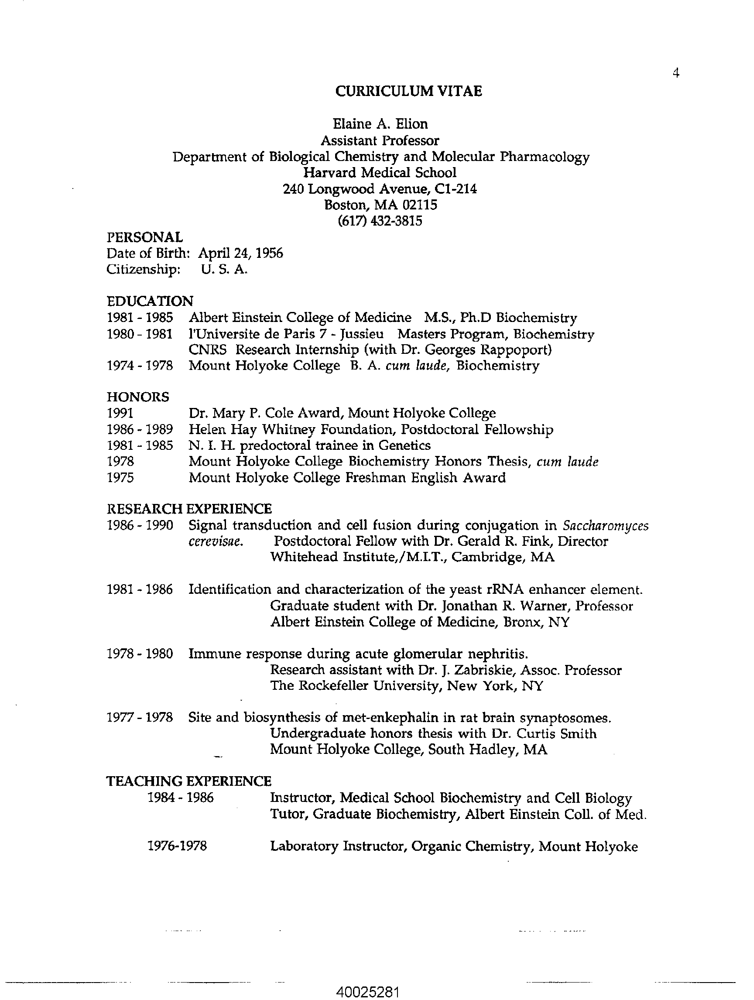 4
CURRICULUM VITAE
Elaine A. Elion
Assistant Professor
Department of Biological Chemistry and Molecular Pharmacology
Harvard Medical School
240 Longwood Avenue, C1-214
Boston, MA 02115
(617) 432-3815
PERSONAL
Date of Birth: April 24, 1956
Citizenship: U. S. A.
EDUCATION
1981 - 1985 Albert Einstein College of Medicine M.S., Ph.D Biochemistry
1980 - 1981 l'Universite de Paris 7 - Jussieu Masters Program, Biochemistry
CNRS Research Internship (with Dr. Georges Rappoport)
1974 - 1978 Mount Holyoke College B. A. cum laude, Biochemistry
HONORS
1991 Dr. Mary P. Cole Award, Mount Holyoke College
1986 - 1989 Helen Hay Whitney Foundation, Postdoctoral Fellowship
1981 - 1985 N. I. H. predoctoral trainee in Genetics
1978 Mount Holyoke College Biochemistry Honors Thesis, cum laude
1975 Mount Holyoke College Freshman English Award
RESEARCH EXPERIENCE
1986 - 1990 Signal transduction and cell fusion during conjugation in Saccharomyces
cerevisae. Postdoctoral Fellow with Dr. Gerald R. Fink, Director
Whitehead Institute,/M.I.T., Cambridge, MA
1981 - 1986 Identification and characterization of the yeast rRNA enhancer element.
Graduate student with Dr. Jonathan R. Warner, Professor
Albert Einstein College of Medicine, Bronx, NY
1978 - 1980 Immune response during acute glomerular nephritis.
Research assistant with Dr. J. Zabriskie, Assoc. Professor
The Rockefeller University, New York, NY
1977 - 1978 Site and biosynthesis of met-enkephalin in rat brain synaptosomes.
Undergraduate honors thesis with Dr. Curtis Smith
Mount Holyoke College, South Hadley, MA
TEACHING EXPERIENCE
1984 - 1986 Instructor, Medical School Biochemistry and Cell Biology
Tutor, Graduate Biochemistry, Albert Einstein Coll. of Med.
1976-1978 Laboratory Instructor, Organic Chemistry, Mount Holyoke
40025281